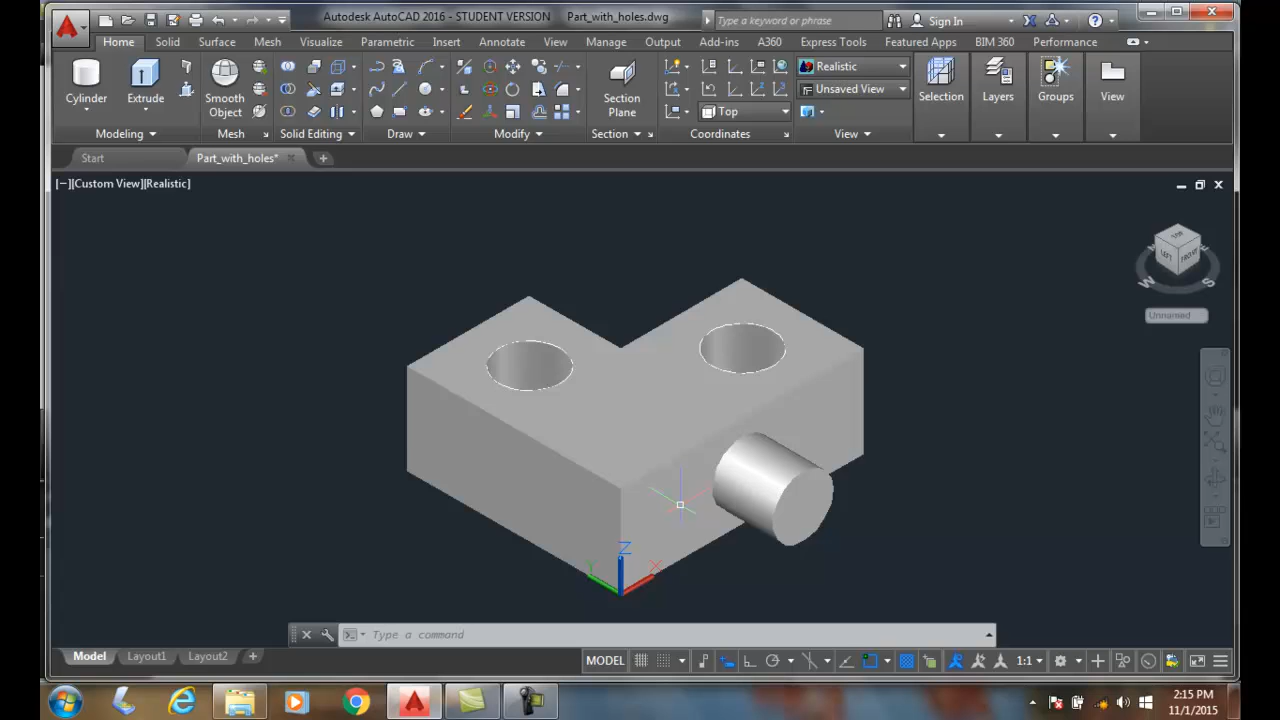 Autodesk AutoCAD 2016 - STUDENT VERSION Part_with_holes.dwg
Type a keyword or phrase
Sign In
Home Solid Surface Mesh Visualize Parametric Insert Annotate View Manage Output Add-ins A360 Express Tools Featured Apps BIM 360 Performance
Cylinder
Extrude
Smooth
Object
Section
Plane
Realistic
Unsaved View
Top
Selection
Layers
Groups
View
Modeling
Mesh
Solid Editing
Draw
Modify
Section
Coordinates
View
Start
Part_with_holes*
[−][Custom View][Realistic]
TOP
LEFT
FRONT
W
S
Unnamed
Z
Y
X
Type a command
Model
Layout1
Layout2
MODEL
1:1
2:15 PM
11/1/2015